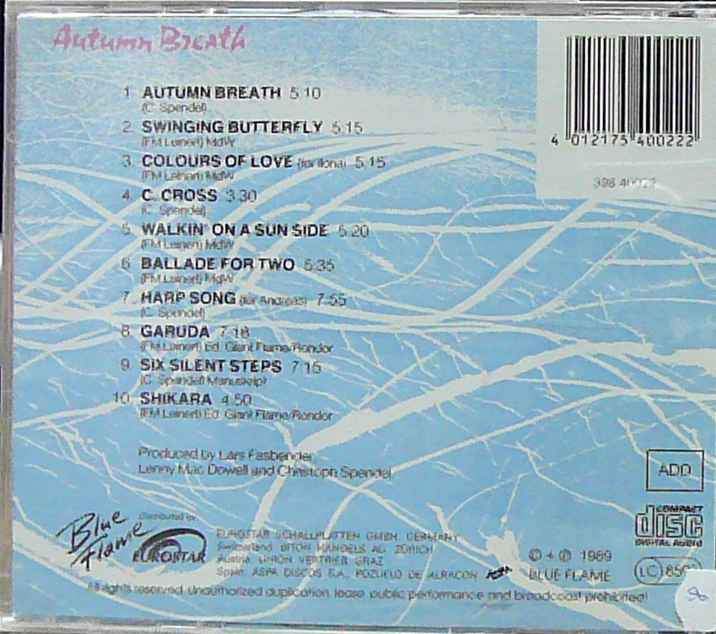 Autumn Breath
4 012175 400222
1. AUTUMN BREATH 5.10
(C. Spendel)
2. SWINGING BUTTERFLY 5.15
(FM Leinert) MdW
3. COLOURS OF LOVE (for Ilona) 5.15
(FM Leinert) MdW
4. C. CROSS 3.30
(C. Spendel)
5. WALKIN' ON A SUN SIDE 5.20
(FM Leinert) MdW
6. BALLADE FOR TWO 5.35
(FM Leinert) MdW
7. HARP SONG (for Andreas) 7.55
(C. Spendel)
8. GARUDA 7.18
(FM Leinert) Ed. Giant Flame/Rondor
9. SIX SILENT STEPS 7.15
(C. Spendel) Manuskript
10. SHIKARA 4.50
(FM Leinert) Ed. Giant Flame/Rondor
Produced by Lars Fasbender,
Lenny Mac Dowell and Christoph Spendel
ADD
COMPACT
disc
DIGITAL AUDIO
Blue
Flame
Distributed by
EUROSTAR
EUROSTAR SCHALLPLATTEN GMBH, GERMANY
Switzerland: BITON HANDELS AG, ZÜRICH
Austria: UNION VERTRIEB GRAZ
Spain: ASPA DISCOS S.A., POZUELO DE ALARCON
℗ + © 1989
BLUE FLAME
LC
All rights reserved, unauthorized duplication, lease, public performance and broadcast prohibited